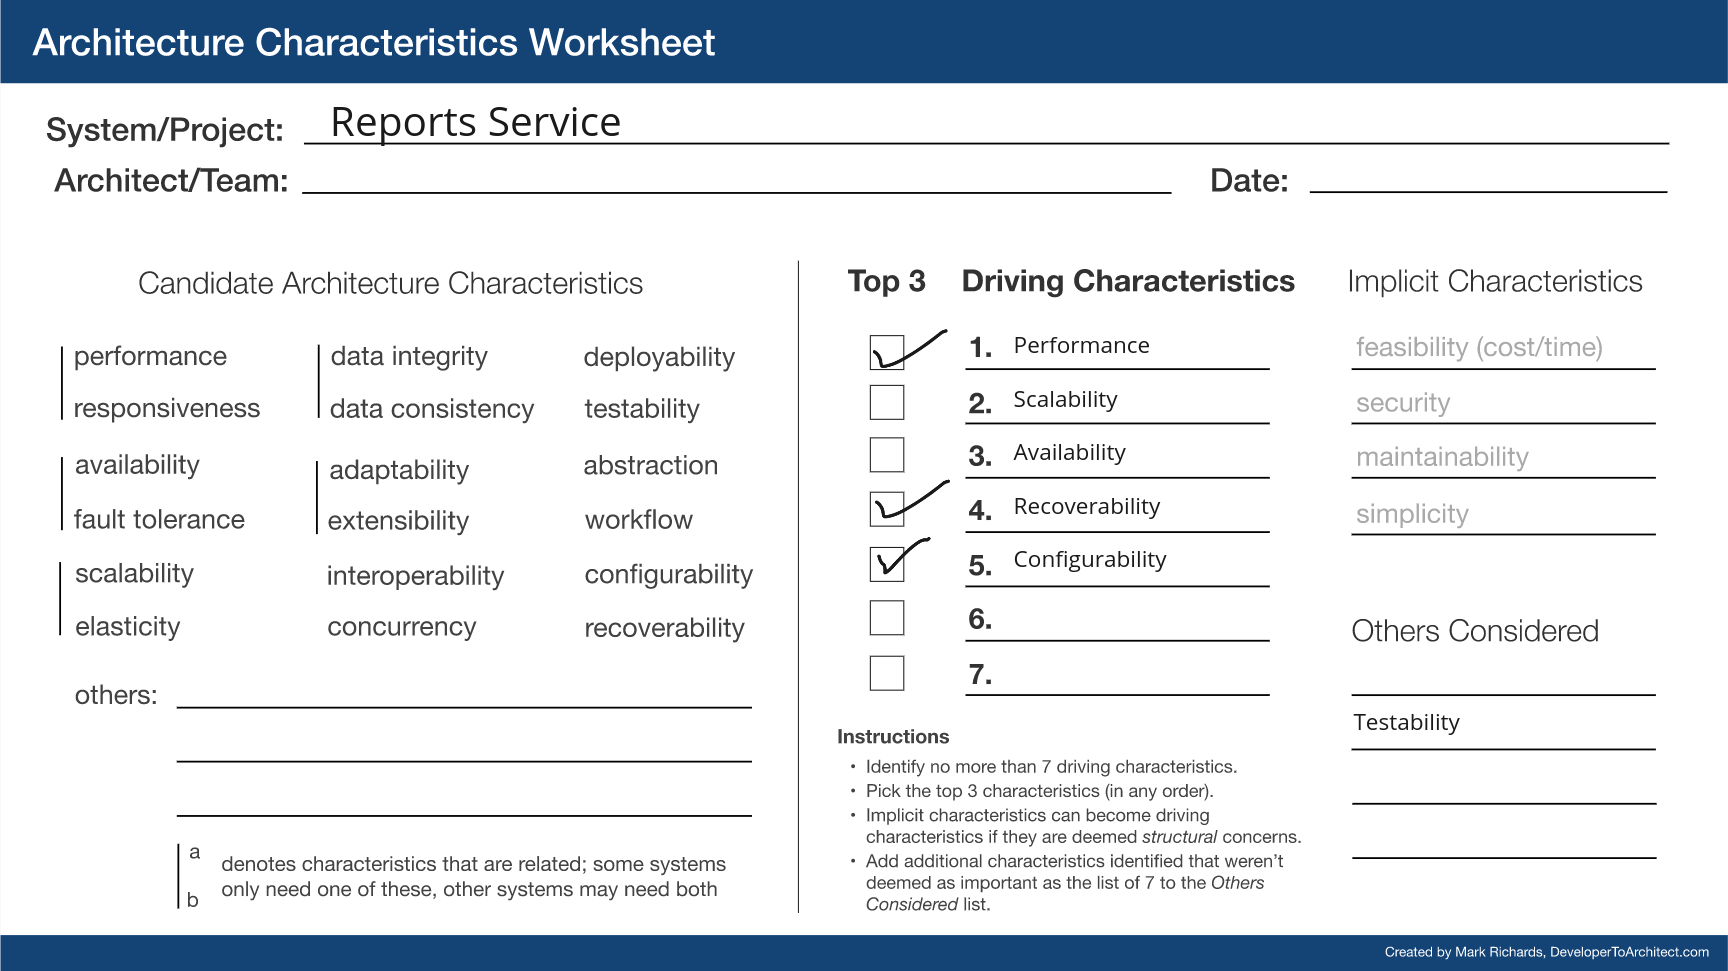 Architecture Characteristics Worksheet
System/Project: Reports Service
Architect/Team:
Date:
Candidate Architecture Characteristics
performance
responsiveness
availability
fault tolerance
scalability
elasticity
data integrity
data consistency
adaptability
extensibility
interoperability
concurrency
deployability
testability
abstraction
workflow
configurability
recoverability
others:
a
b
denotes characteristics that are related; some systems
only need one of these, other systems may need both
Top 3 Driving Characteristics
1. Performance
2. Scalability
3. Availability
4. Recoverability
5. Configurability
6.
7.
Instructions
• Identify no more than 7 driving characteristics.
• Pick the top 3 characteristics (in any order).
• Implicit characteristics can become driving
characteristics if they are deemed structural concerns.
• Add additional characteristics identified that weren't
deemed as important as the list of 7 to the Others
Considered list.
Implicit Characteristics
feasibility (cost/time)
security
maintainability
simplicity
Others Considered
Testability
Created by Mark Richards, DeveloperToArchitect.com